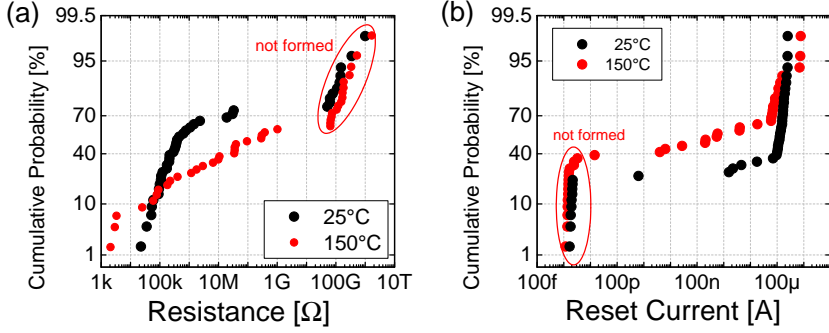 (a)
99.5
95
70
40
10
1
Cumulative Probability [%]
not formed
25°C
150°C
1k 100k 10M 1G 100G 10T
Resistance [Ω]
(b)
99.5
95
70
40
10
1
Cumulative Probability [%]
25°C
150°C
not formed
100f 100p 100n 100µ
Reset Current [A]